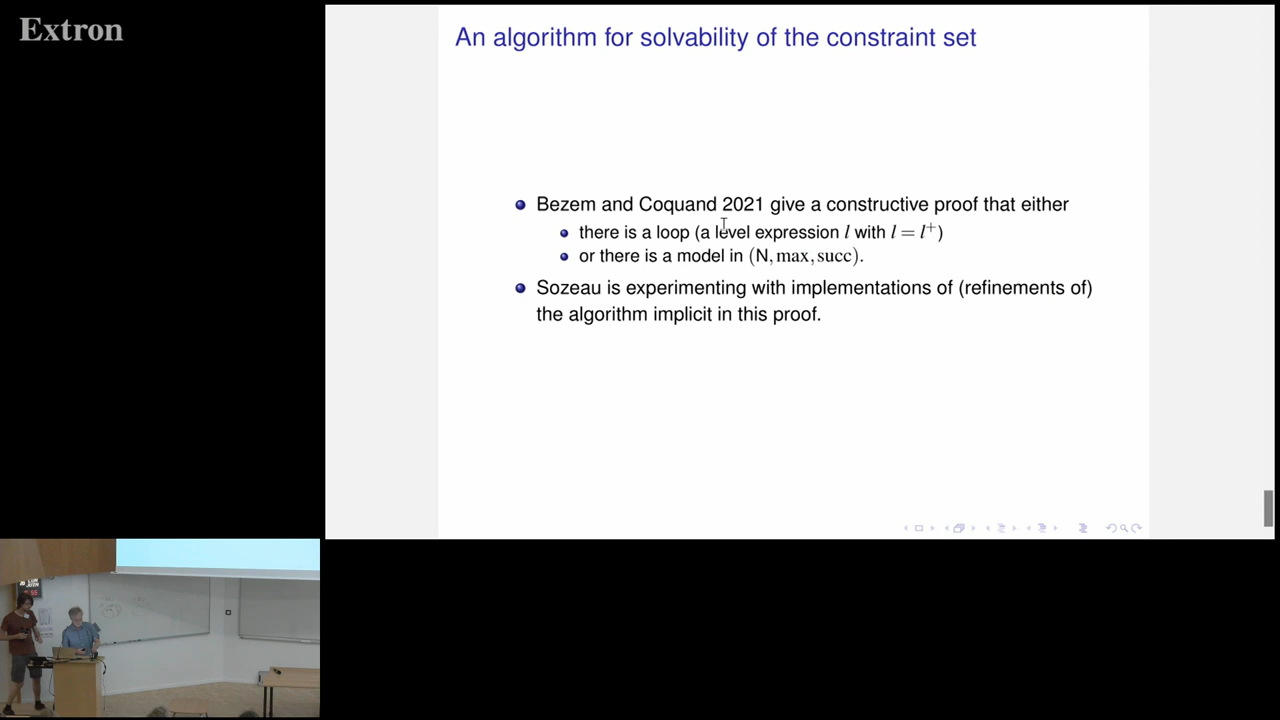 Extron
An algorithm for solvability of the constraint set
Bezem and Coquand 2021 give a constructive proof that either
there is a loop (a level expression l with l = l⁺)
or there is a model in (N, max, succ).
Sozeau is experimenting with implementations of (refinements of)
the algorithm implicit in this proof.